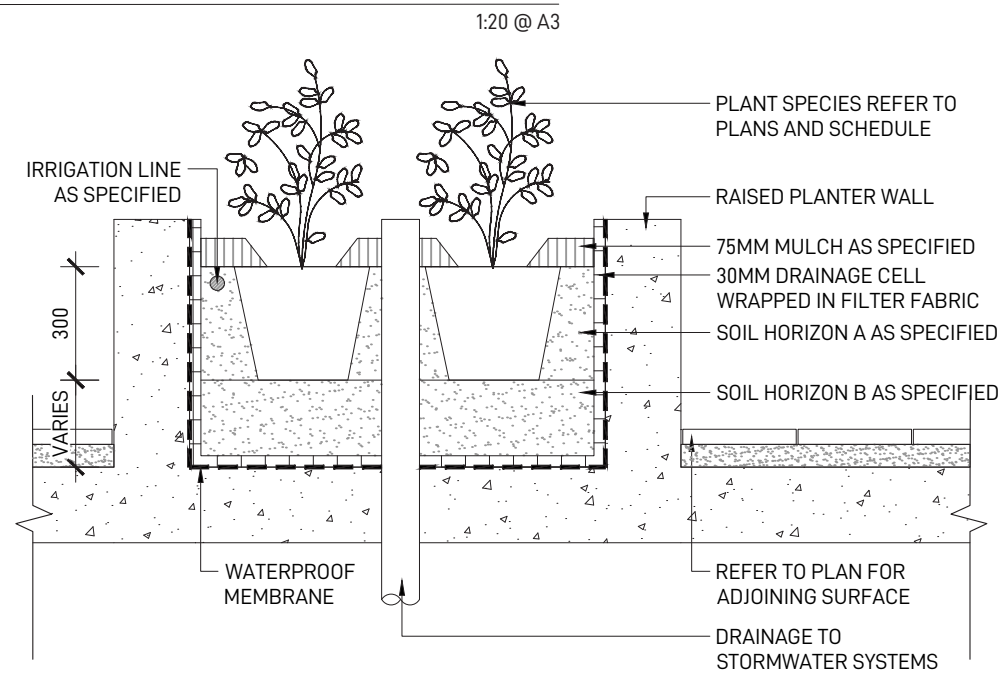 1:20 @ A3
PLANT SPECIES REFER TO
PLANS AND SCHEDULE
IRRIGATION LINE
AS SPECIFIED
RAISED PLANTER WALL
75MM MULCH AS SPECIFIED
30MM DRAINAGE CELL
WRAPPED IN FILTER FABRIC
300
SOIL HORIZON A AS SPECIFIED
SOIL HORIZON B AS SPECIFIED
VARIES
WATERPROOF
MEMBRANE
REFER TO PLAN FOR
ADJOINING SURFACE
DRAINAGE TO
STORMWATER SYSTEMS